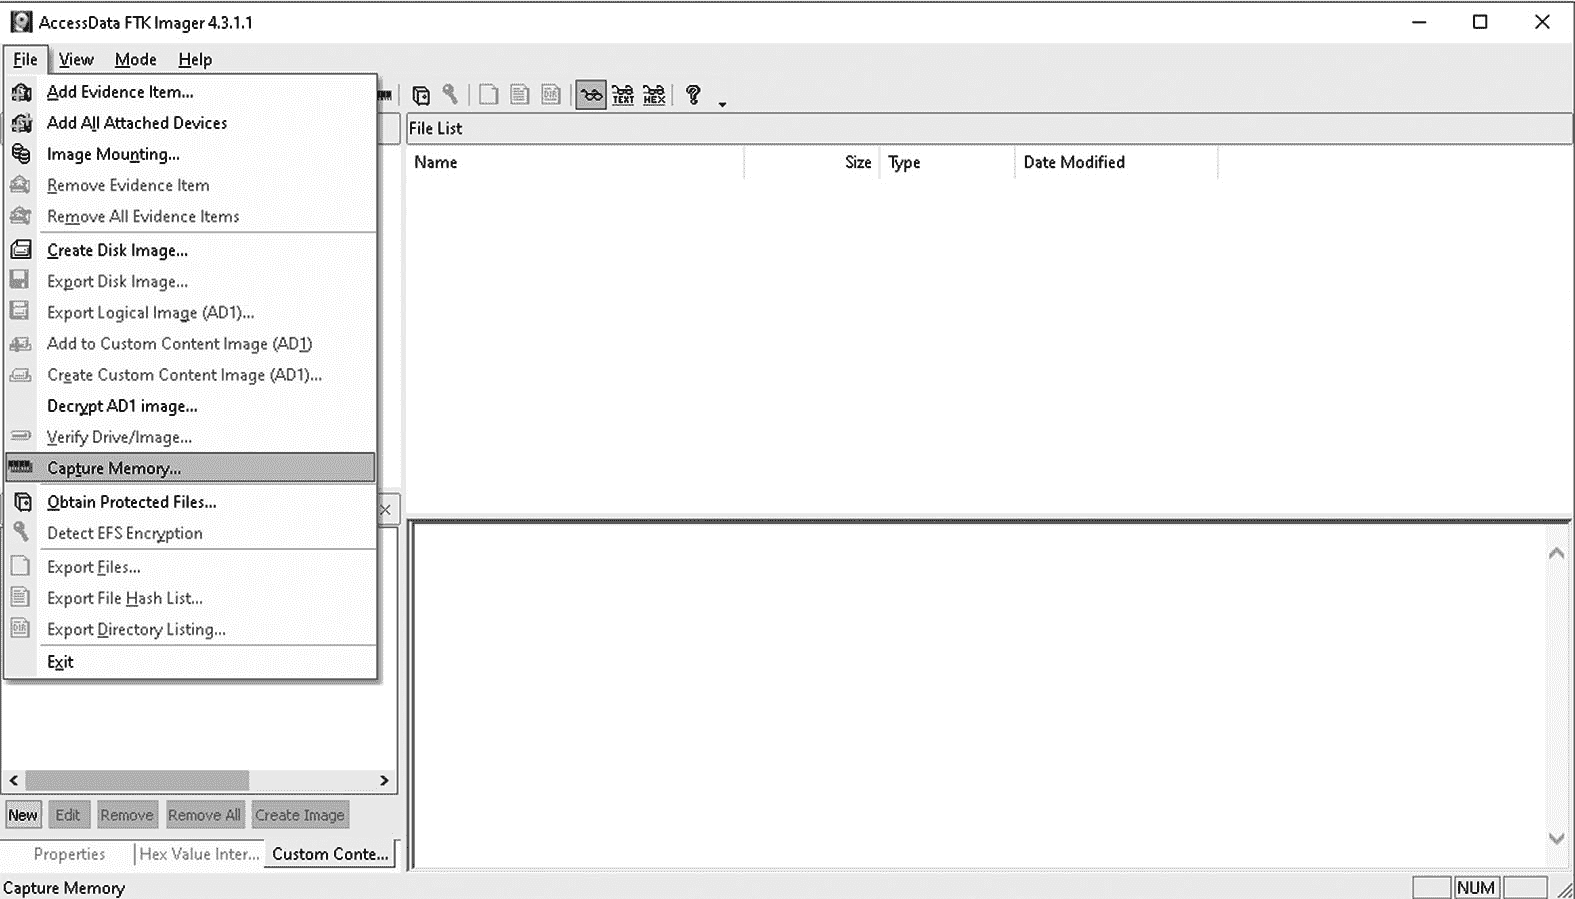 AccessData FTK Imager 4.3.1.1
File View Mode Help
Add Evidence Item...
Add All Attached Devices
Image Mounting...
Remove Evidence Item
Remove All Evidence Items
Create Disk Image...
Export Disk Image...
Export Logical Image (AD1)...
Add to Custom Content Image (AD1)
Create Custom Content Image (AD1)...
Decrypt AD1 image...
Verify Drive/Image...
Capture Memory...
Obtain Protected Files...
Detect EFS Encryption
Export Files...
Export File Hash List...
DIR Export Directory Listing...
Exit
DIR TEXT HEX ?
File List
Name Size Type Date Modified
New Edit Remove Remove All Create Image
Properties Hex Value Inter... Custom Conte...
Capture Memory NUM